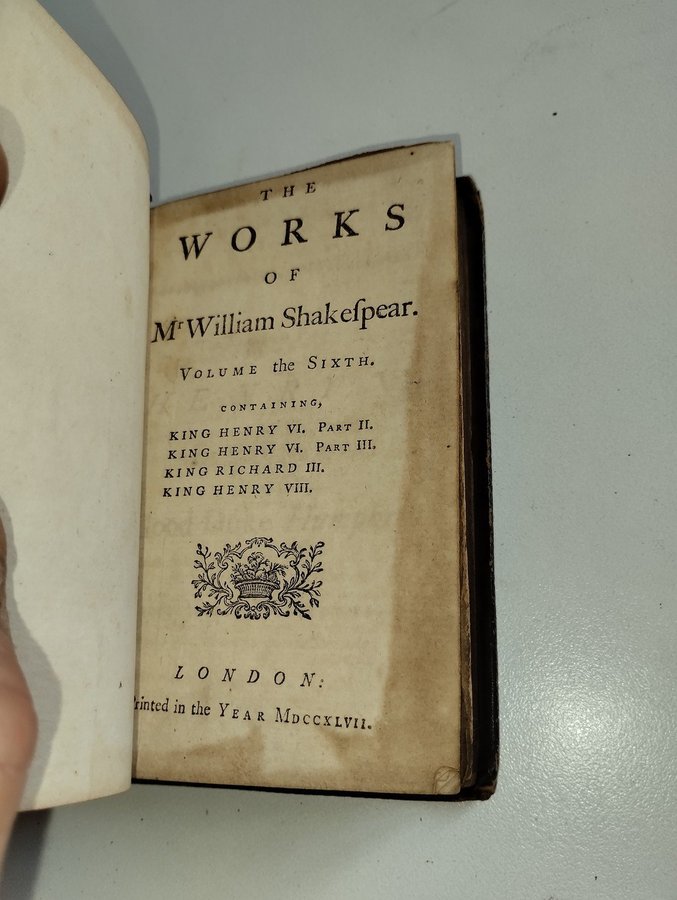 THE
WORKS
OF
Mr William Shakeſpear.
VOLUME the SIXTH.
CONTAINING,
KING HENRY VI. PART II.
KING HENRY VI. PART III.
KING RICHARD III.
KING HENRY VIII.
LONDON:
Printed in the YEAR MDCCXLVII.